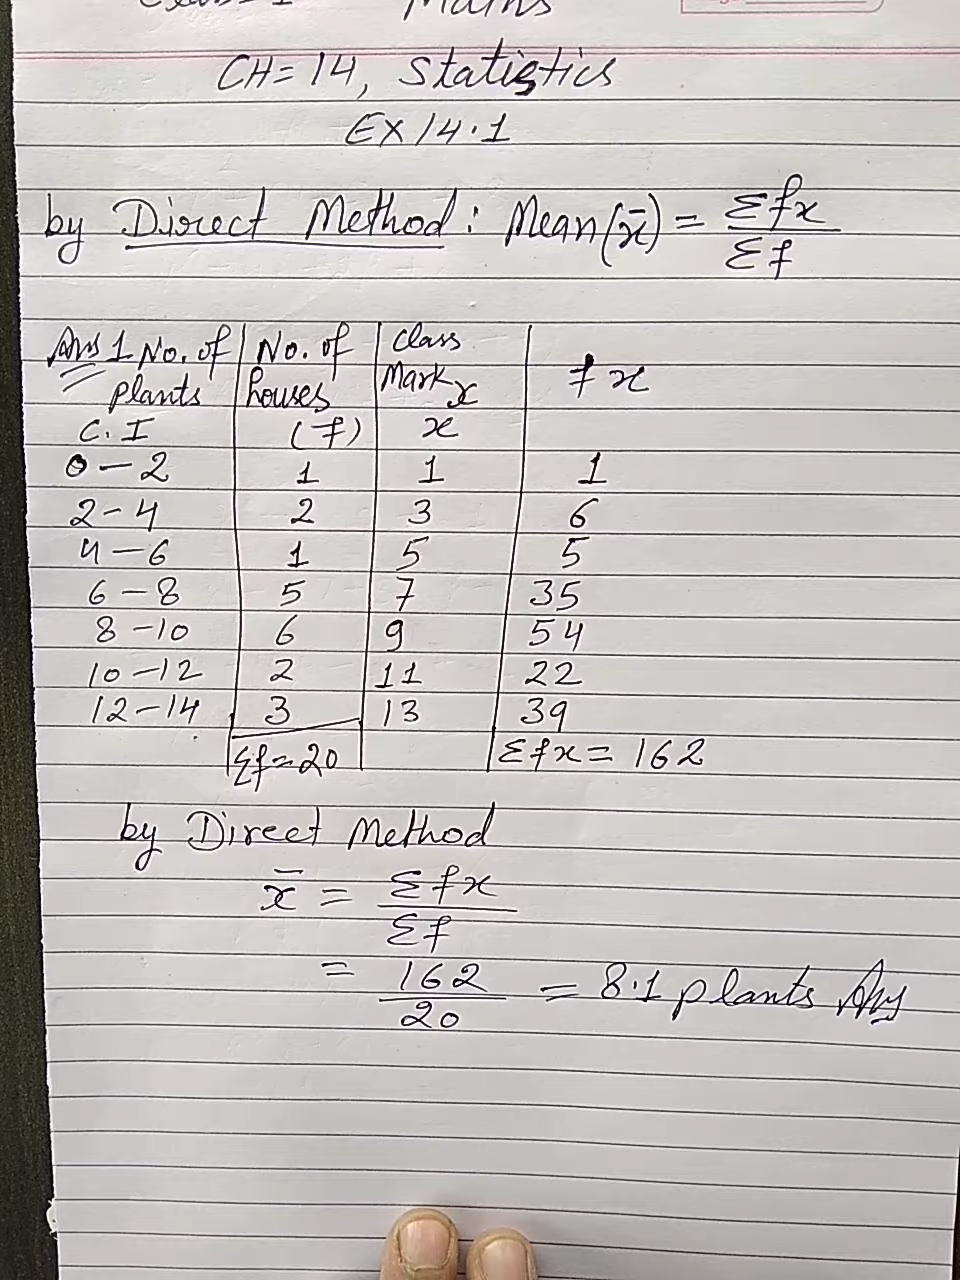 Maths
CH= 14, Statistics
EX 14.1
by Direct Method: Mean(x̄) = Σfx / Σf
Ans 1 No. of plants C.I | No. of houses (f) | Class Mark x x | fx
0-2 1 1 1
2-4 2 3 6
4-6 1 5 5
6-8 5 7 35
8-10 6 9 54
10-12 2 11 22
12-14 3 13 39
Σf=20 Σfx= 162
by Direct Method
x̄ = Σfx / Σf
= 162 / 20 = 8.1 plants Ans